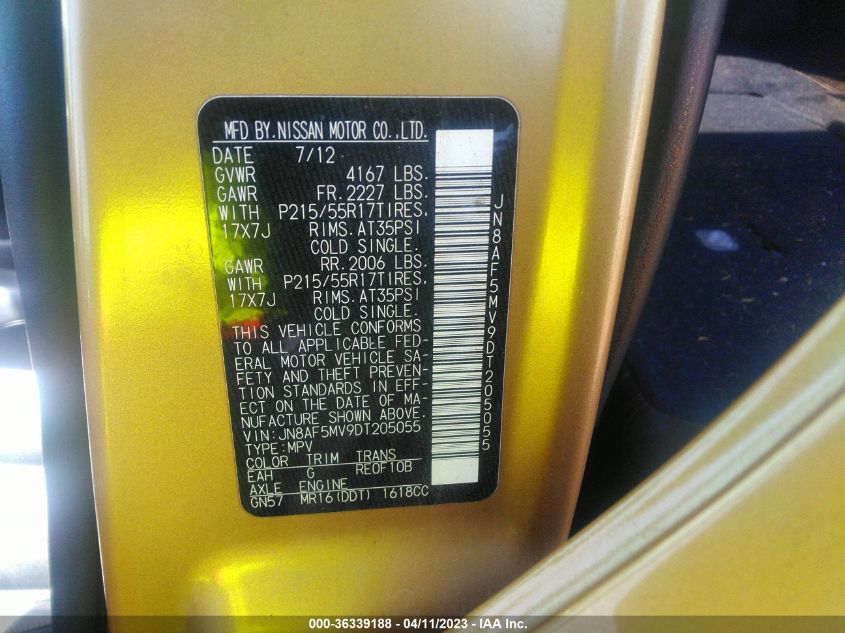 MFD BY.NISSAN MOTOR CO.,LTD.
DATE 7/12
GVWR 4167 LBS.
GAWR FR. 2227 LBS.
WITH P215/55R17TIRES,
17X7J RIMS. AT35PSI
COLD SINGLE.
GAWR RR. 2006 LBS.
WITH P215/55R17TIRES,
17X7J RIMS. AT35PSI
COLD SINGLE.
THIS VEHICLE CONFORMS
TO ALL APPLICABLE FED-
ERAL MOTOR VEHICLE SA-
FETY AND THEFT PREVEN-
TION STANDARDS IN EFF-
ECT ON THE DATE OF MA-
NUFACTURE SHOWN ABOVE.
VIN:JN8AF5MV9DT205055
TYPE:MPV
COLOR TRIM TRANS
EAH G RE0F10B
AXLE ENGINE
GN57 MR16(DDT) 1618CC
JN8AF5MV9DT205055
000-36339188 - 04/11/2023 - IAA Inc.